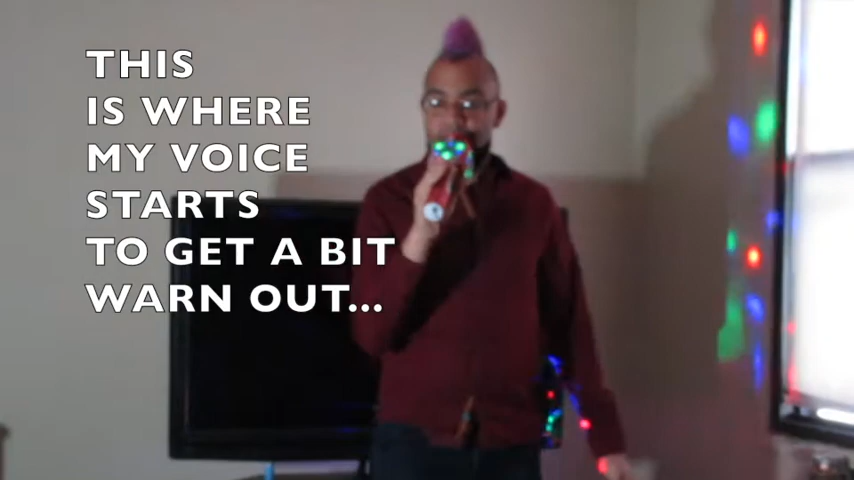 THIS
IS WHERE
MY VOICE
STARTS
TO GET A BIT
WARN OUT...